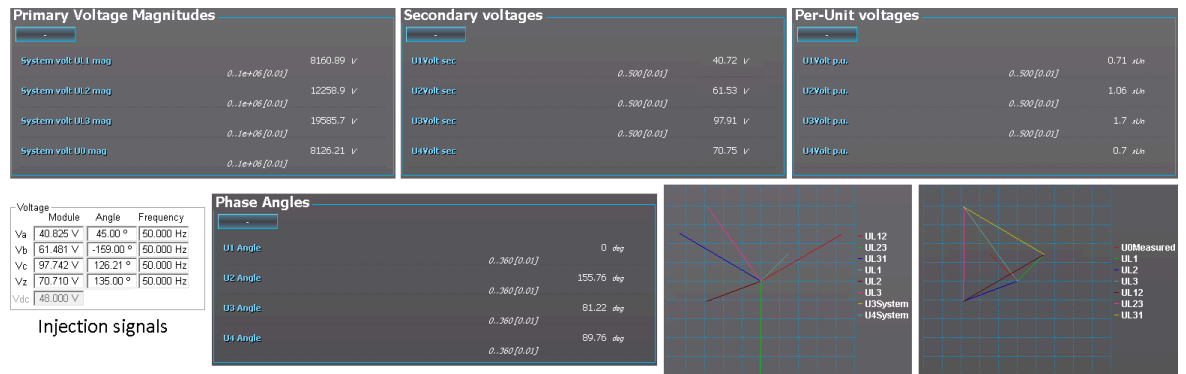 Primary Voltage Magnitudes
-
System volt UL1 mag 8160.89 V
0..1e+06 [0.01]
System volt UL2 mag 12258.9 V
0..1e+06 [0.01]
System volt UL3 mag 19585.7 V
0..1e+06 [0.01]
System volt U0 mag 8126.21 V
0..1e+06 [0.01]
Secondary voltages
-
U1Volt sec 40.72 V
0..500 [0.01]
U2Volt sec 61.53 V
0..500 [0.01]
U3Volt sec 97.91 V
0..500 [0.01]
U4Volt sec 70.75 V
Per-Unit voltages
-
U1Volt p.u. 0.71 xUn
0..500 [0.01]
U2Volt p.u. 1.06 xUn
0..500 [0.01]
U3Volt p.u. 1.7 xUn
0..500 [0.01]
U4Volt p.u. 0.7 xUn
Voltage
Module Angle Frequency
Va 40.825 V 45.00 º 50.000 Hz
Vb 61.481 V -159.00 º 50.000 Hz
Vc 97.742 V 126.21 º 50.000 Hz
Vz 70.710 V 135.00 º 50.000 Hz
Vdc 48.000 V
Injection signals
Phase Angles
-
U1 Angle 0 deg
0..360 [0.01]
U2 Angle 155.76 deg
0..360 [0.01]
U3 Angle 81.22 deg
0..360 [0.01]
U4 Angle 89.76 deg
0..360 [0.01]
UL12
UL23
UL31
UL1
UL2
UL3
U3System
U4System
U0Measured
UL1
UL2
UL3
UL12
UL23
UL31